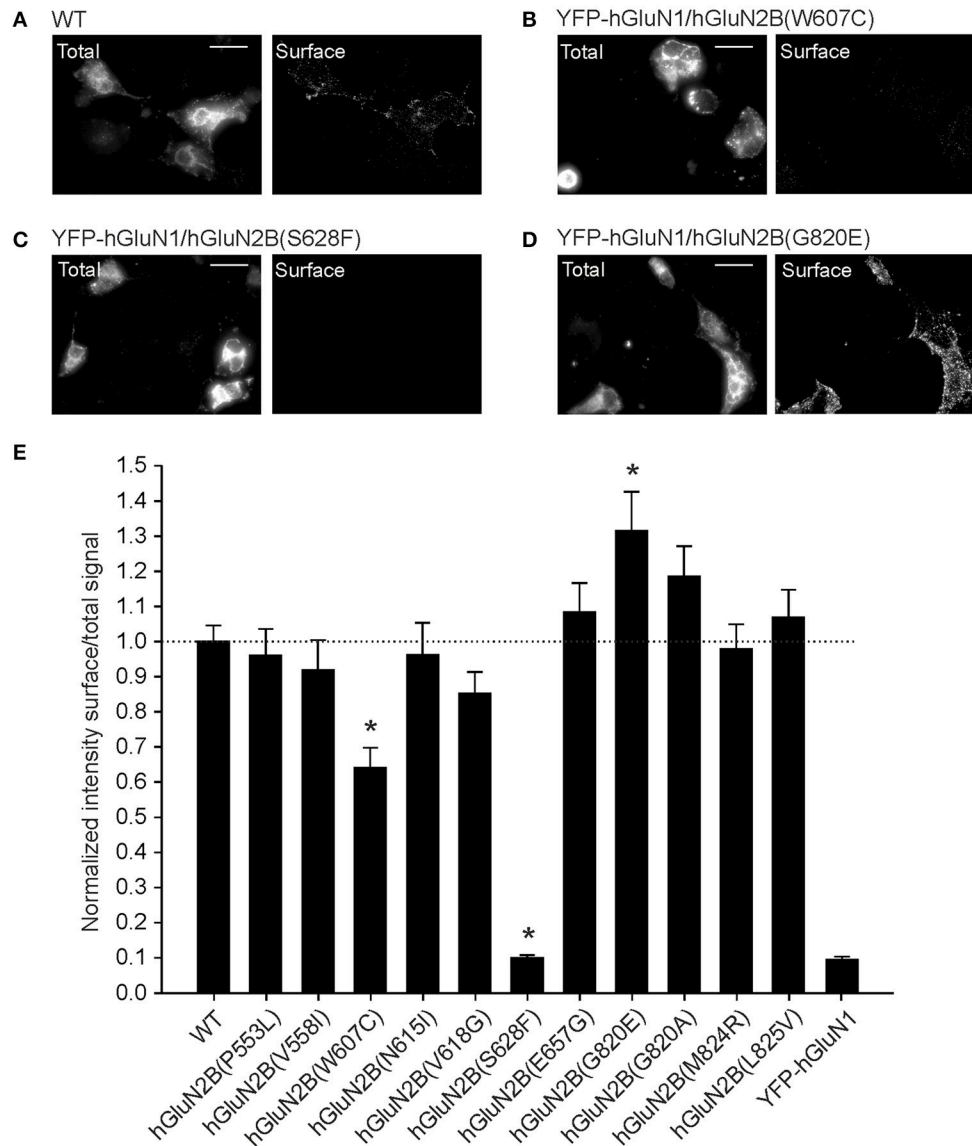 A WT
Total
Surface
B YFP-hGluN1/hGluN2B(W607C)
Total
Surface
C YFP-hGluN1/hGluN2B(S628F)
Total
Surface
D YFP-hGluN1/hGluN2B(G820E)
Total
Surface
E
Normalized intensity surface/total signal
1.5
1.4
1.3
1.2
1.1
1.0
0.9
0.8
0.7
0.6
0.5
0.4
0.3
0.2
0.1
0.0
*
*
*
WT
hGluN2B(P553L)
hGluN2B(V558I)
hGluN2B(W607C)
hGluN2B(N615I)
hGluN2B(V618G)
hGluN2B(S628F)
hGluN2B(E657G)
hGluN2B(G820E)
hGluN2B(G820A)
hGluN2B(M824R)
hGluN2B(L825V)
YFP-hGluN1